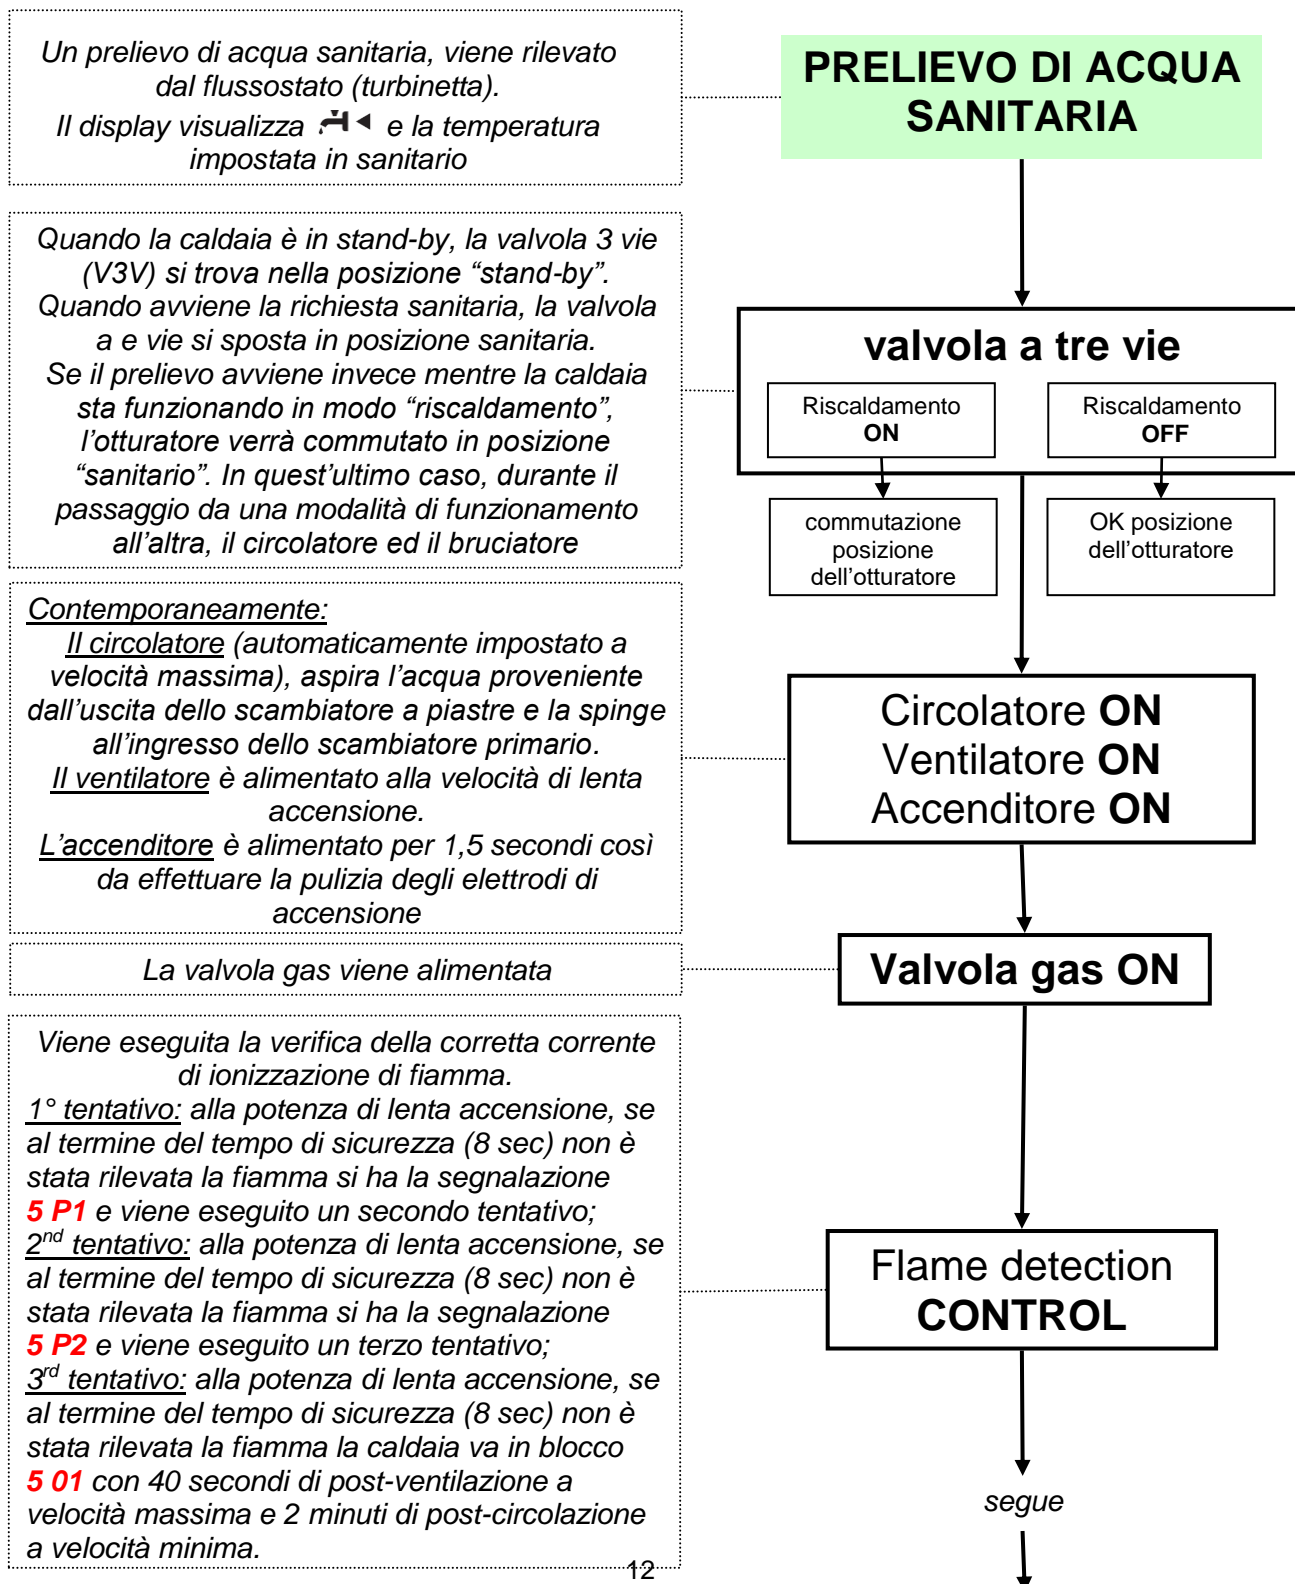 Un prelievo di acqua sanitaria, viene rilevato
dal flussostato (turbinetta).
Il display visualizza e la temperatura
impostata in sanitario
PRELIEVO DI ACQUA
SANITARIA
Quando la caldaia è in stand-by, la valvola 3 vie
(V3V) si trova nella posizione “stand-by”.
Quando avviene la richiesta sanitaria, la valvola
a e vie si sposta in posizione sanitaria.
Se il prelievo avviene invece mentre la caldaia
sta funzionando in modo “riscaldamento”,
l’otturatore verrà commutato in posizione
“sanitario”. In quest’ultimo caso, durante il
passaggio da una modalità di funzionamento
all’altra, il circolatore ed il bruciatore
valvola a tre vie
Riscaldamento
ON
Riscaldamento
OFF
commutazione
posizione
dell’otturatore
OK posizione
dell’otturatore
Contemporaneamente:
Il circolatore (automaticamente impostato a
velocità massima), aspira l’acqua proveniente
dall’uscita dello scambiatore a piastre e la spinge
all’ingresso dello scambiatore primario.
Il ventilatore è alimentato alla velocità di lenta
accensione.
L’accenditore è alimentato per 1,5 secondi così
da effettuare la pulizia degli elettrodi di
accensione
Circolatore ON
Ventilatore ON
Accenditore ON
La valvola gas viene alimentata
Valvola gas ON
Viene eseguita la verifica della corretta corrente
di ionizzazione di fiamma.
1° tentativo: alla potenza di lenta accensione, se
al termine del tempo di sicurezza (8 sec) non è
stata rilevata la fiamma si ha la segnalazione
5 P1 e viene eseguito un secondo tentativo;
2nd tentativo: alla potenza di lenta accensione, se
al termine del tempo di sicurezza (8 sec) non è
stata rilevata la fiamma si ha la segnalazione
5 P2 e viene eseguito un terzo tentativo;
3rd tentativo: alla potenza di lenta accensione, se
al termine del tempo di sicurezza (8 sec) non è
stata rilevata la fiamma la caldaia va in blocco
5 01 con 40 secondi di post-ventilazione a
velocità massima e 2 minuti di post-circolazione
a velocità minima.
Flame detection
CONTROL
segue
12